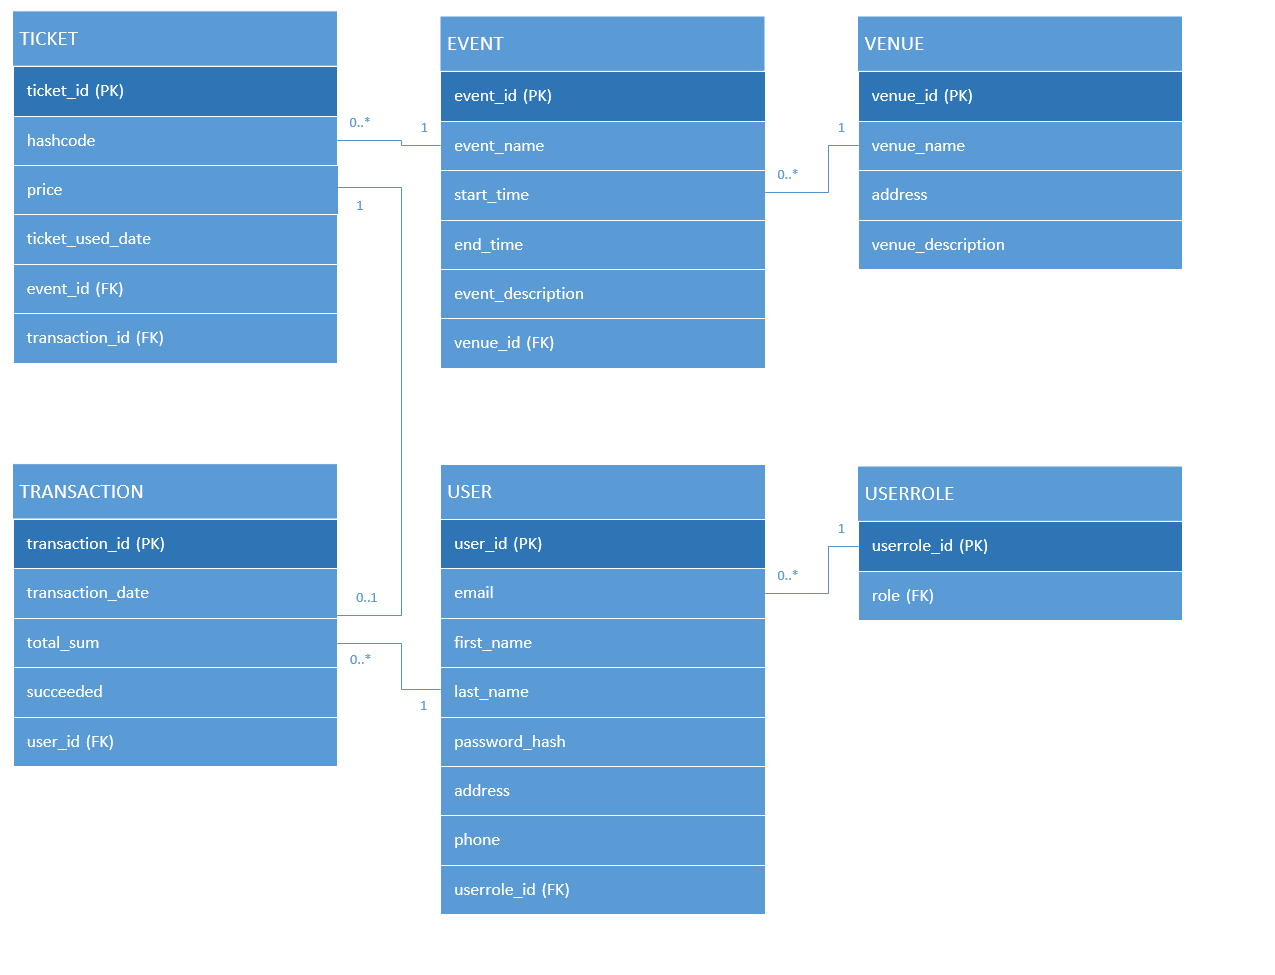 TICKET
ticket_id (PK)
hashcode
price
ticket_used_date
event_id (FK)
transaction_id (FK)
0..*
1
EVENT
event_id (PK)
event_name
start_time
end_time
event_description
venue_id (FK)
0..*
1
VENUE
venue_id (PK)
venue_name
address
venue_description
1
0..1
TRANSACTION
transaction_id (PK)
transaction_date
total_sum
succeeded
user_id (FK)
0..*
1
USER
user_id (PK)
email
first_name
last_name
password_hash
address
phone
userrole_id (FK)
0..*
1
USERROLE
userrole_id (PK)
role (FK)